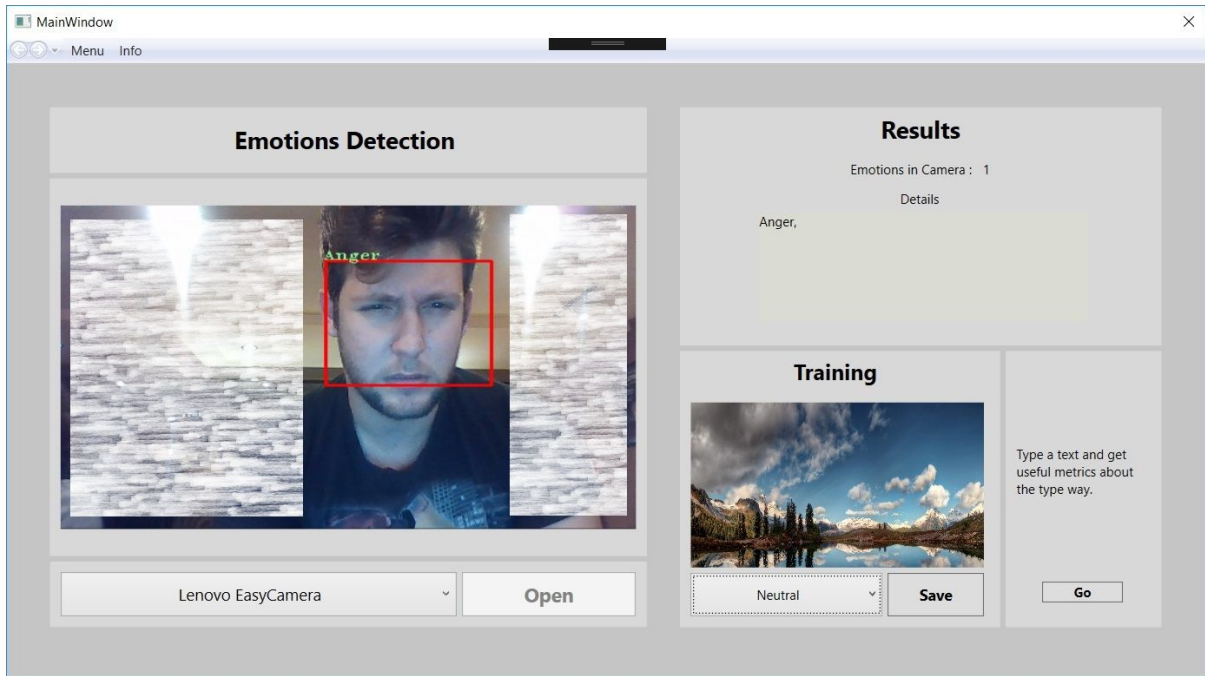 MainWindow
Menu Info
Emotions Detection
Anger
Lenovo EasyCamera
Open
Results
Emotions in Camera : 1
Details
Anger,
Training
Neutral
Save
Type a text and get
useful metrics about
the type way.
Go